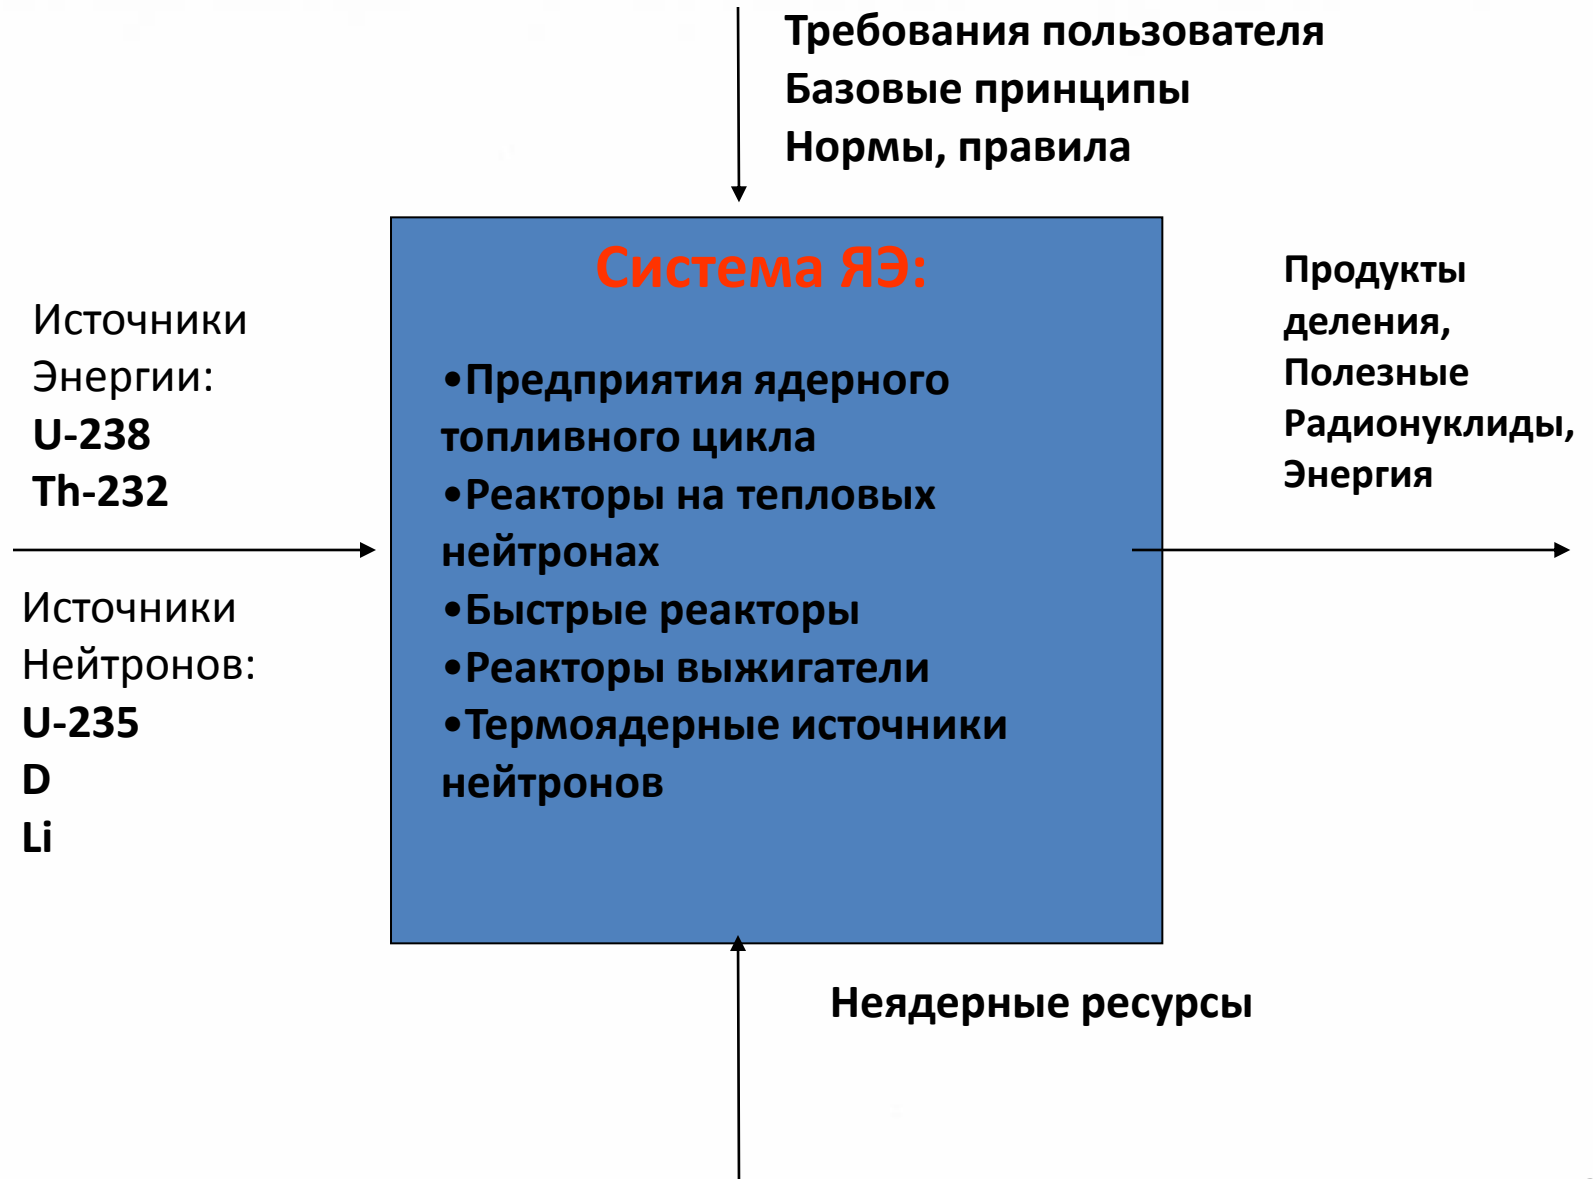 Требования пользователя
Базовые принципы
Нормы, правила
Источники
Энергии:
U-238
Th-232
Источники
Нейтронов:
U-235
D
Li
Система ЯЭ:
•Предприятия ядерного
топливного цикла
•Реакторы на тепловых
нейтронах
•Быстрые реакторы
•Реакторы выжигатели
•Термоядерные источники
нейтронов
Продукты
деления,
Полезные
Радионуклиды,
Энергия
Неядерные ресурсы